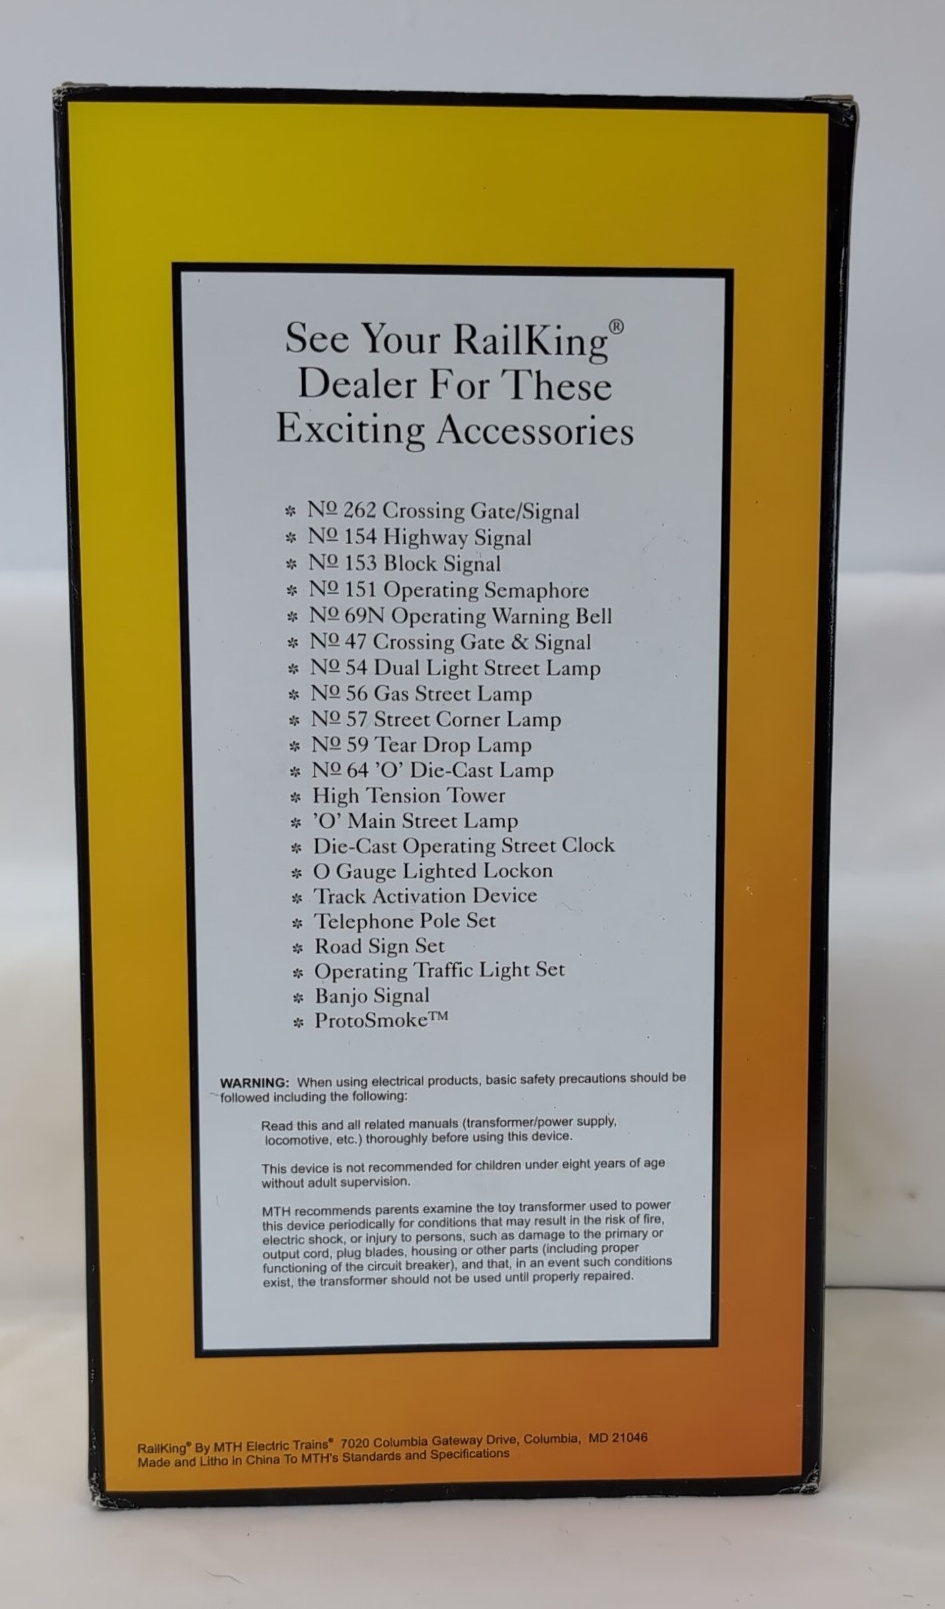 See Your RailKing®
Dealer For These
Exciting Accessories
* Nº 262 Crossing Gate/Signal
* Nº 154 Highway Signal
* Nº 153 Block Signal
* Nº 151 Operating Semaphore
* Nº 69N Operating Warning Bell
* Nº 47 Crossing Gate & Signal
* Nº 54 Dual Light Street Lamp
* Nº 56 Gas Street Lamp
* Nº 57 Street Corner Lamp
* Nº 59 Tear Drop Lamp
* Nº 64 'O' Die-Cast Lamp
* High Tension Tower
* 'O' Main Street Lamp
* Die-Cast Operating Street Clock
* O Gauge Lighted Lockon
* Track Activation Device
* Telephone Pole Set
* Road Sign Set
* Operating Traffic Light Set
* Banjo Signal
* ProtoSmoke™
WARNING: When using electrical products, basic safety precautions should be
followed including the following:
Read this and all related manuals (transformer/power supply,
locomotive, etc.) thoroughly before using this device.
This device is not recommended for children under eight years of age
without adult supervision.
MTH recommends parents examine the toy transformer used to power
this device periodically for conditions that may result in the risk of fire,
electric shock, or injury to persons, such as damage to the primary or
output cord, plug blades, housing or other parts (including proper
functioning of the circuit breaker), and that, in an event such conditions
exist, the transformer should not be used until properly repaired.
RailKing® By MTH Electric Trains® 7020 Columbia Gateway Drive, Columbia, MD 21046
Made and Litho in China To MTH's Standards and Specifications